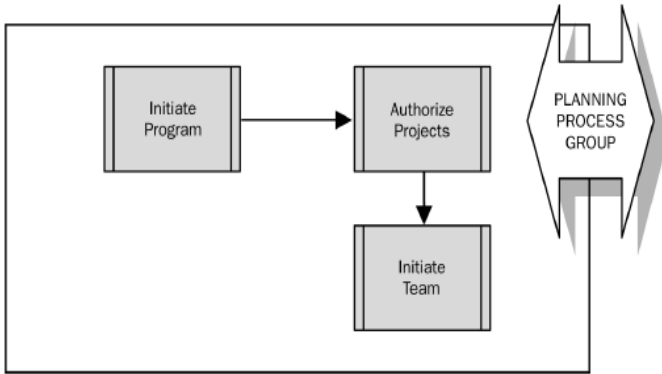 Initiate
Program
Authorize
Projects
PLANNING
PROCESS
GROUP
Initiate
Team